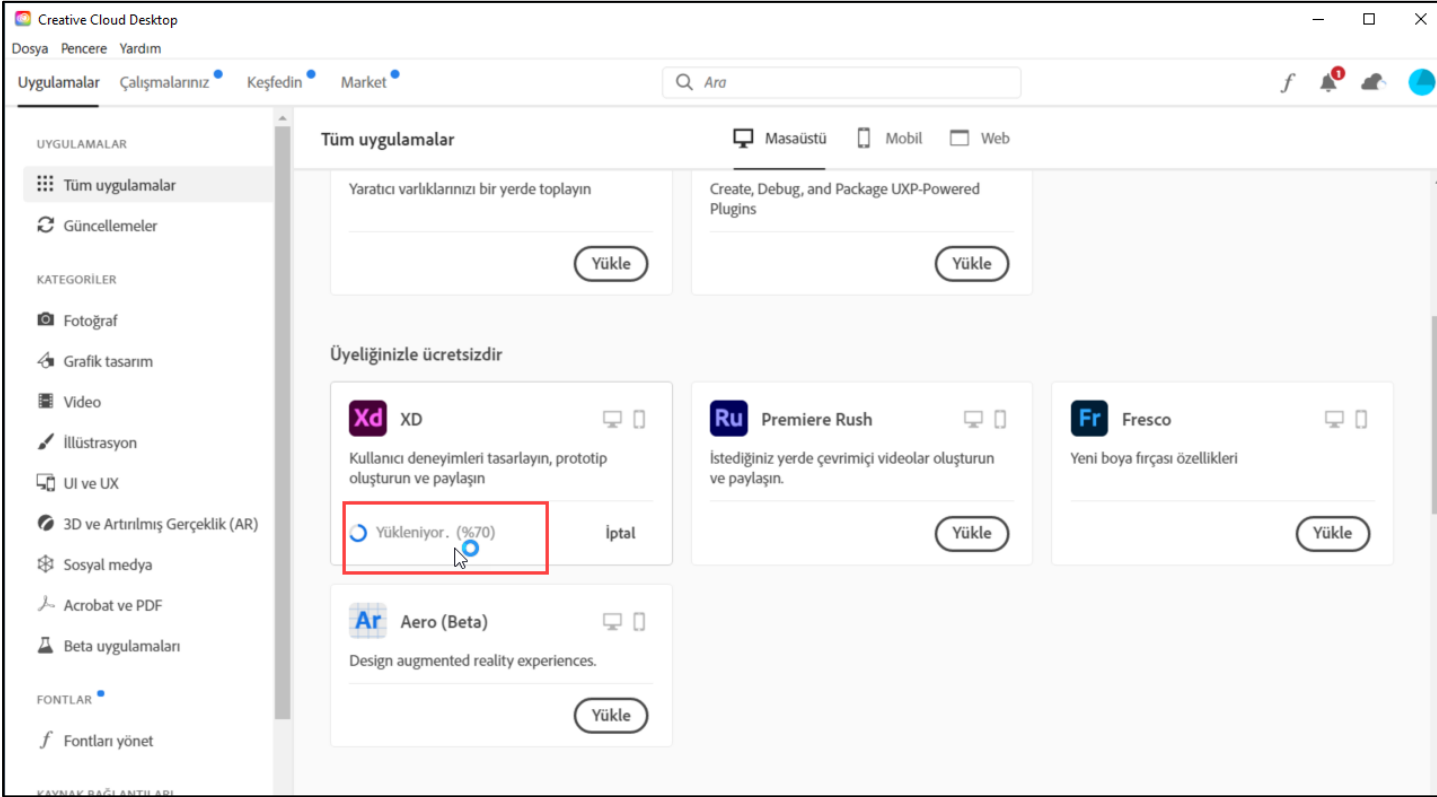 Creative Cloud Desktop
Dosya Pencere Yardım
Uygulamalar Çalışmalarınız Keşfedin Market Ara f 1
UYGULAMALAR
Tüm uygulamalar
Güncellemeler
KATEGORİLER
Fotoğraf
Grafik tasarım
Video
İllüstrasyon
UI ve UX
3D ve Artırılmış Gerçeklik (AR)
Sosyal medya
Acrobat ve PDF
Beta uygulamaları
FONTLAR
f Fontları yönet
KAYNAK BAĞLANTILARI
Tüm uygulamalar Masaüstü Mobil Web
Yaratıcı varlıklarınızı bir yerde toplayın
Yükle
Create, Debug, and Package UXP-Powered
Plugins
Yükle
Üyeliğinizle ücretsizdir
Xd XD
Kullanıcı deneyimleri tasarlayın, prototip
oluşturun ve paylaşın
Yükleniyor. (%70) İptal
Ru Premiere Rush
İstediğiniz yerde çevrimiçi videolar oluşturun
ve paylaşın.
Yükle
Fr Fresco
Yeni boya fırçası özellikleri
Yükle
Ar Aero (Beta)
Design augmented reality experiences.
Yükle